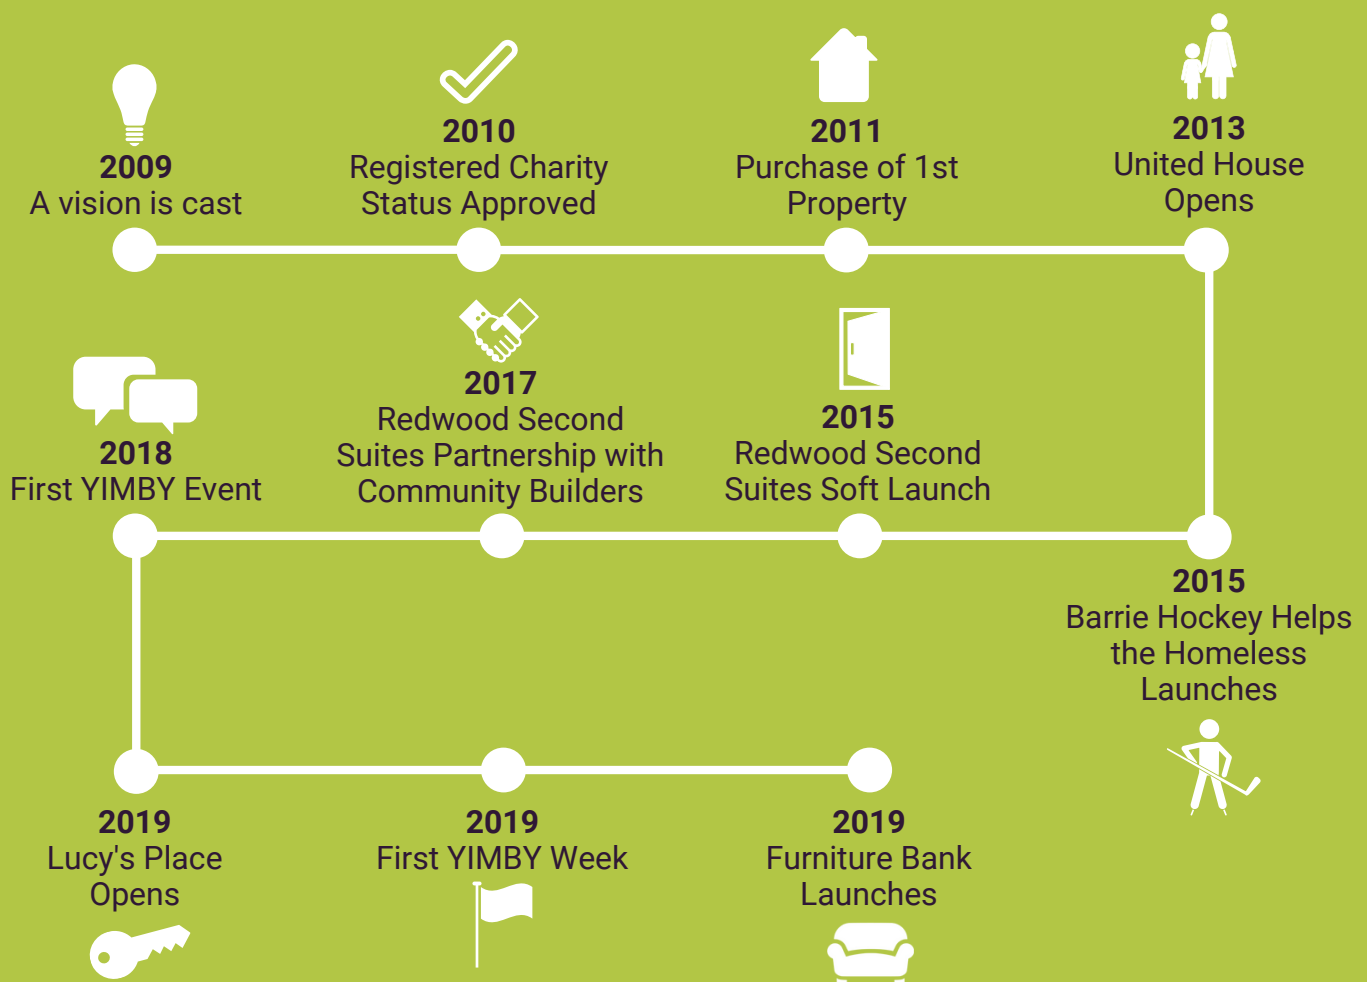 2009
A vision is cast
2010
Registered Charity
Status Approved
2011
Purchase of 1st
Property
2013
United House
Opens
2015
Barrie Hockey Helps
the Homeless
Launches
2015
Redwood Second
Suites Soft Launch
2017
Redwood Second
Suites Partnership with
Community Builders
2018
First YIMBY Event
2019
Lucy's Place
Opens
2019
First YIMBY Week
2019
Furniture Bank
Launches